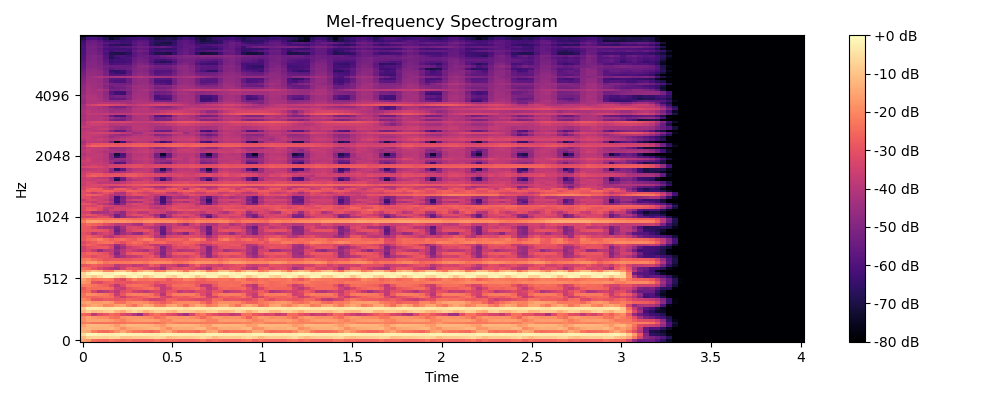 Mel-frequency Spectrogram
Hz
4096
2048
1024
512
0
0
0.5
1
1.5
2
2.5
3
3.5
4
Time
+0 dB
-10 dB
-20 dB
-30 dB
-40 dB
-50 dB
-60 dB
-70 dB
-80 dB